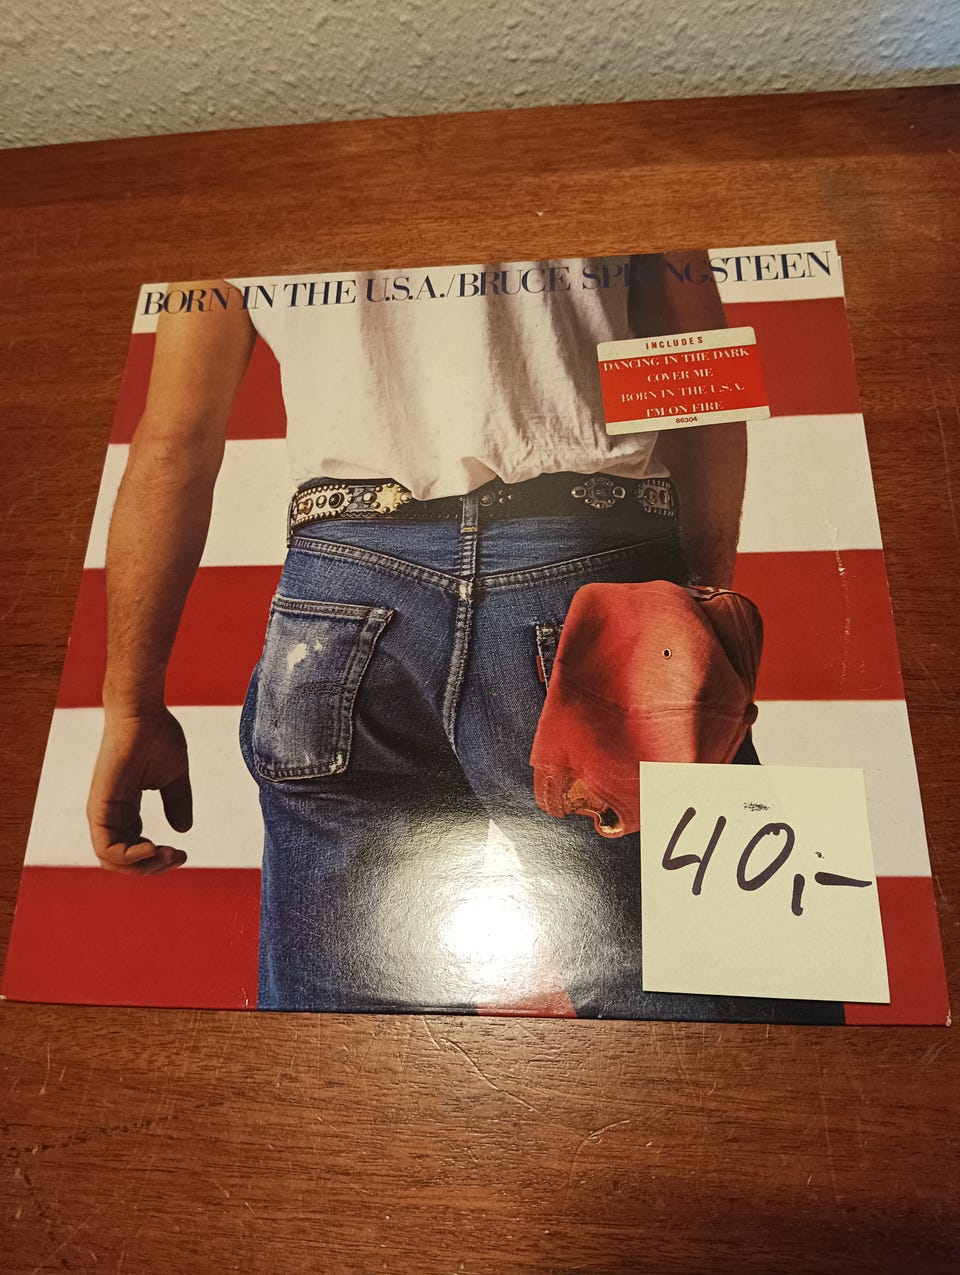 BORN IN THE U.S.A./BRUCE SPRINGSTEEN
INCLUDES
DANCING IN THE DARK
COVER ME
BORN IN THE U.S.A.
I'M ON FIRE
86304
40,-